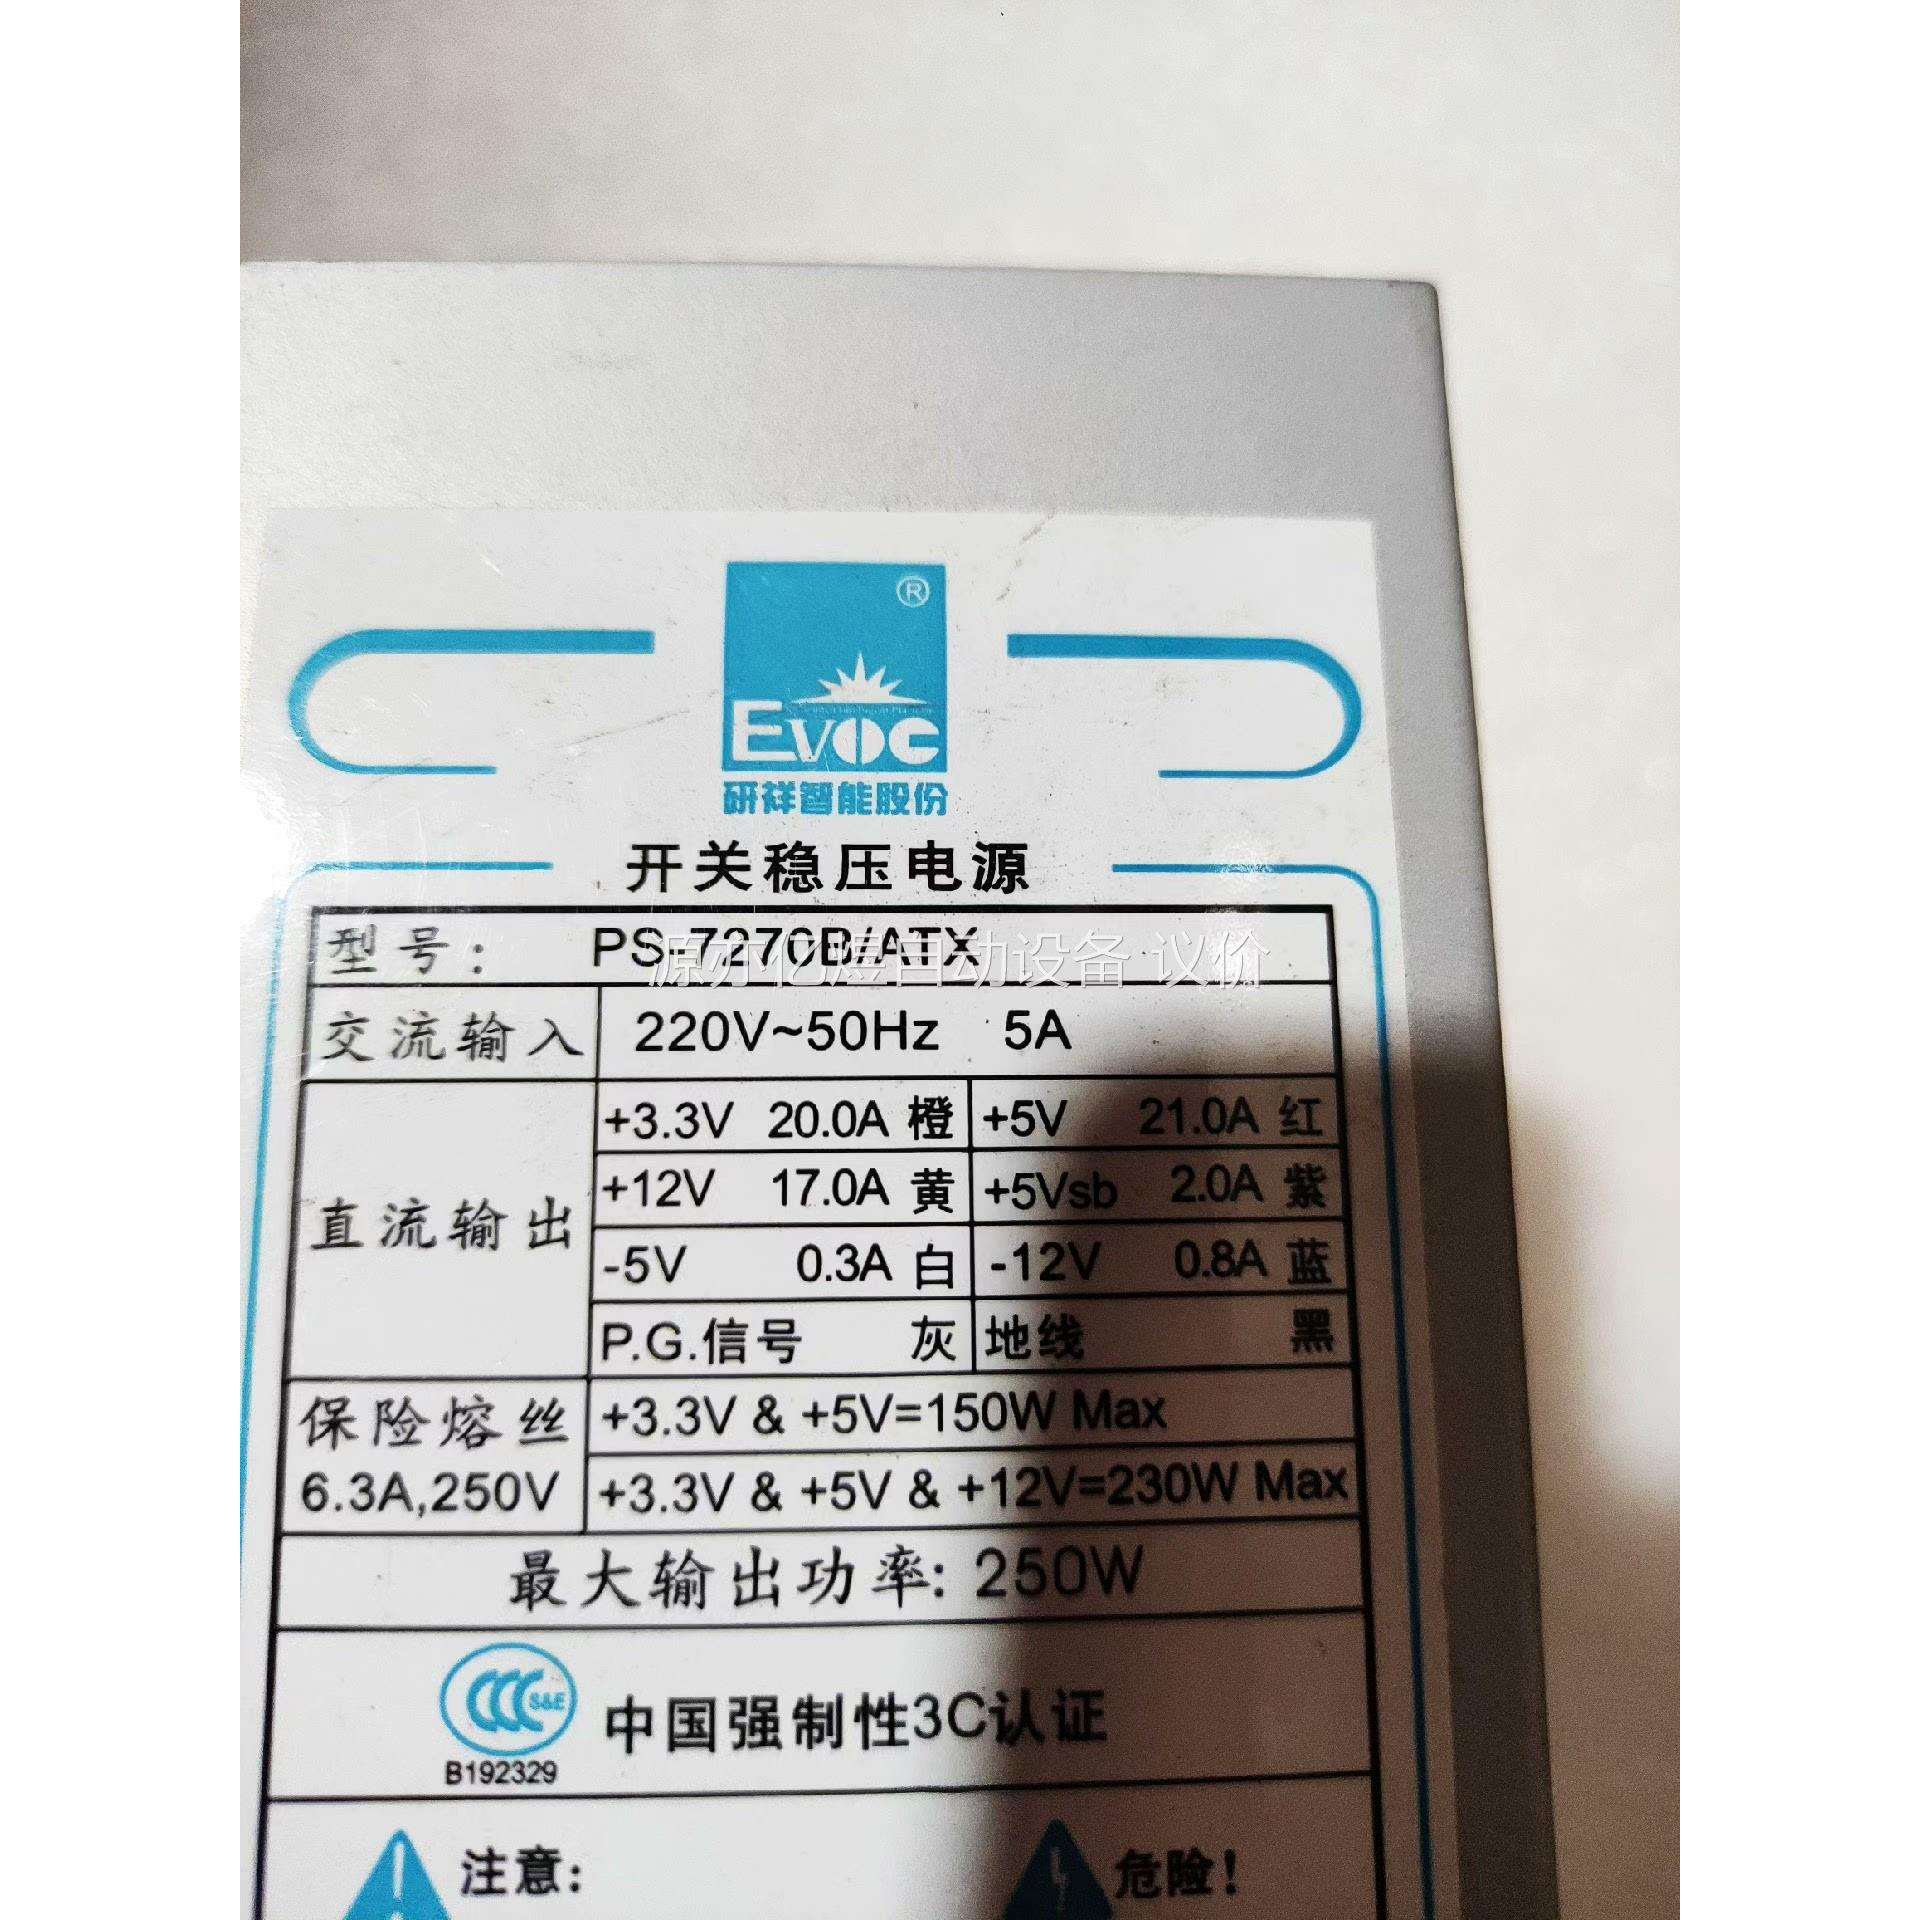 ®
EVOC
研祥智能股份
开关稳压电源
型号: PS-7270B/ATX
源亦亿煜自动设备 议价
交流输入 220V~50Hz 5A
直流输出
+3.3V 20.0A 橙 +5V 21.0A 红
+12V 17.0A 黄 +5Vsb 2.0A 紫
-5V 0.3A 白 -12V 0.8A 蓝
P.G.信号 灰 地线 黑
保险熔丝 +3.3V & +5V=150W Max
6.3A,250V +3.3V & +5V & +12V=230W Max
最大输出功率: 250W
CCC S&E
中国强制性3C认证
B192329
注意: 危险!